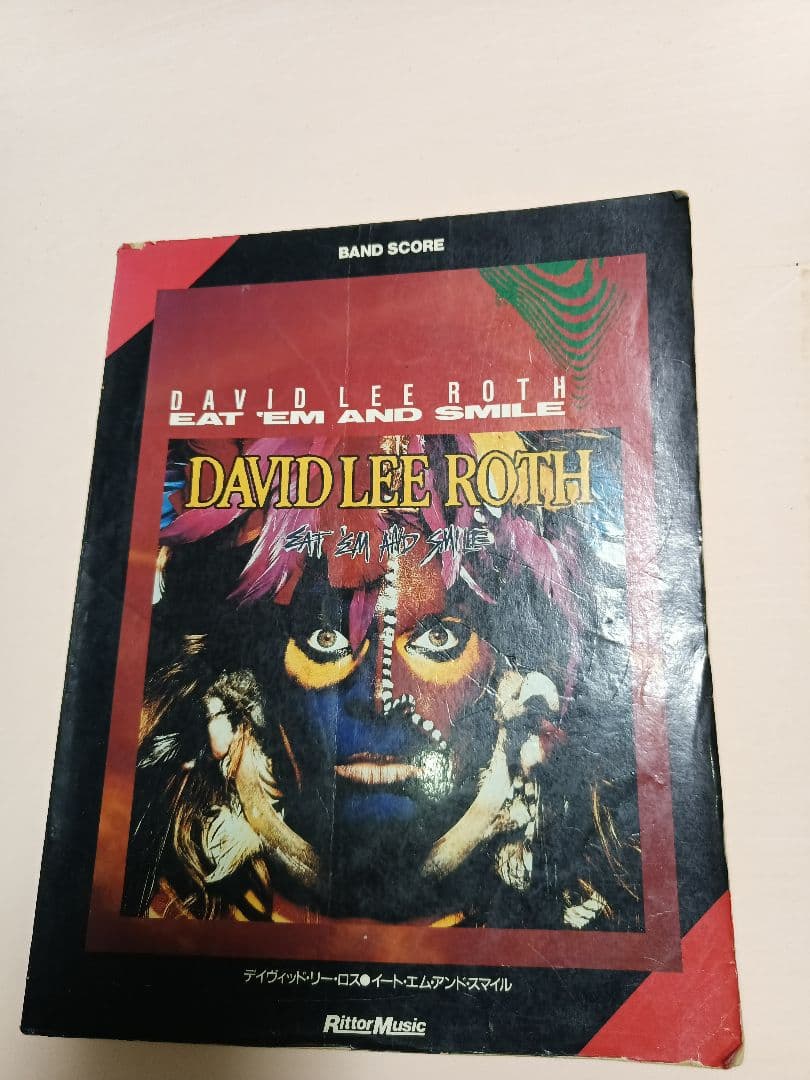 BAND SCORE
DAVID LEE ROTH
EAT 'EM AND SMILE
DAVID LEE ROTH
EAT 'EM AND SMILE
デイヴィッド・リー・ロス●イート・エム・アンド・スマイル
RittorMusic